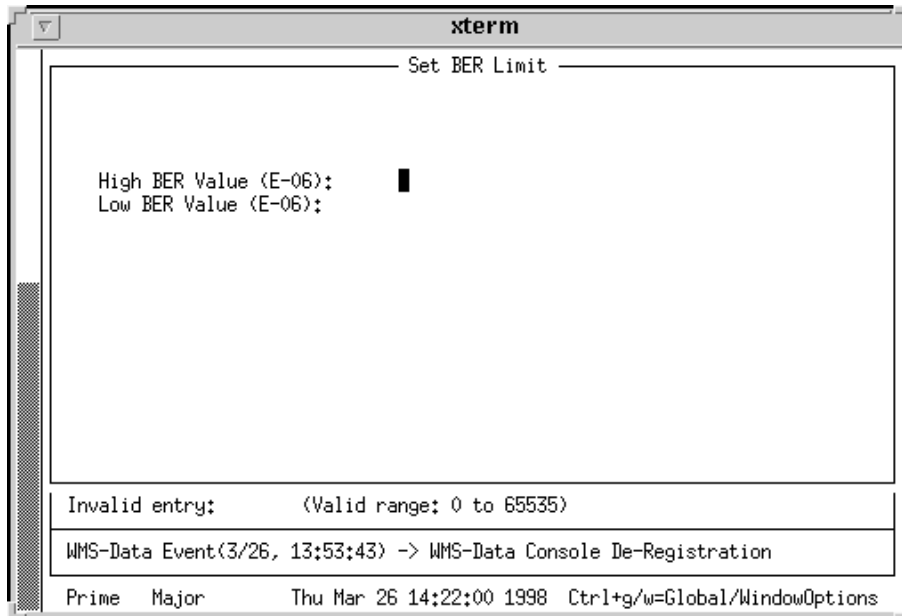 xterm
Set BER Limit
High BER Value (E-06):
Low BER Value (E-06):
Invalid entry: (Valid range: 0 to 65535)
WMS-Data Event(3/26, 13:53:43) -> WMS-Data Console De-Registration
Prime Major Thu Mar 26 14:22:00 1998 Ctrl+g/w=Global/WindowOptions